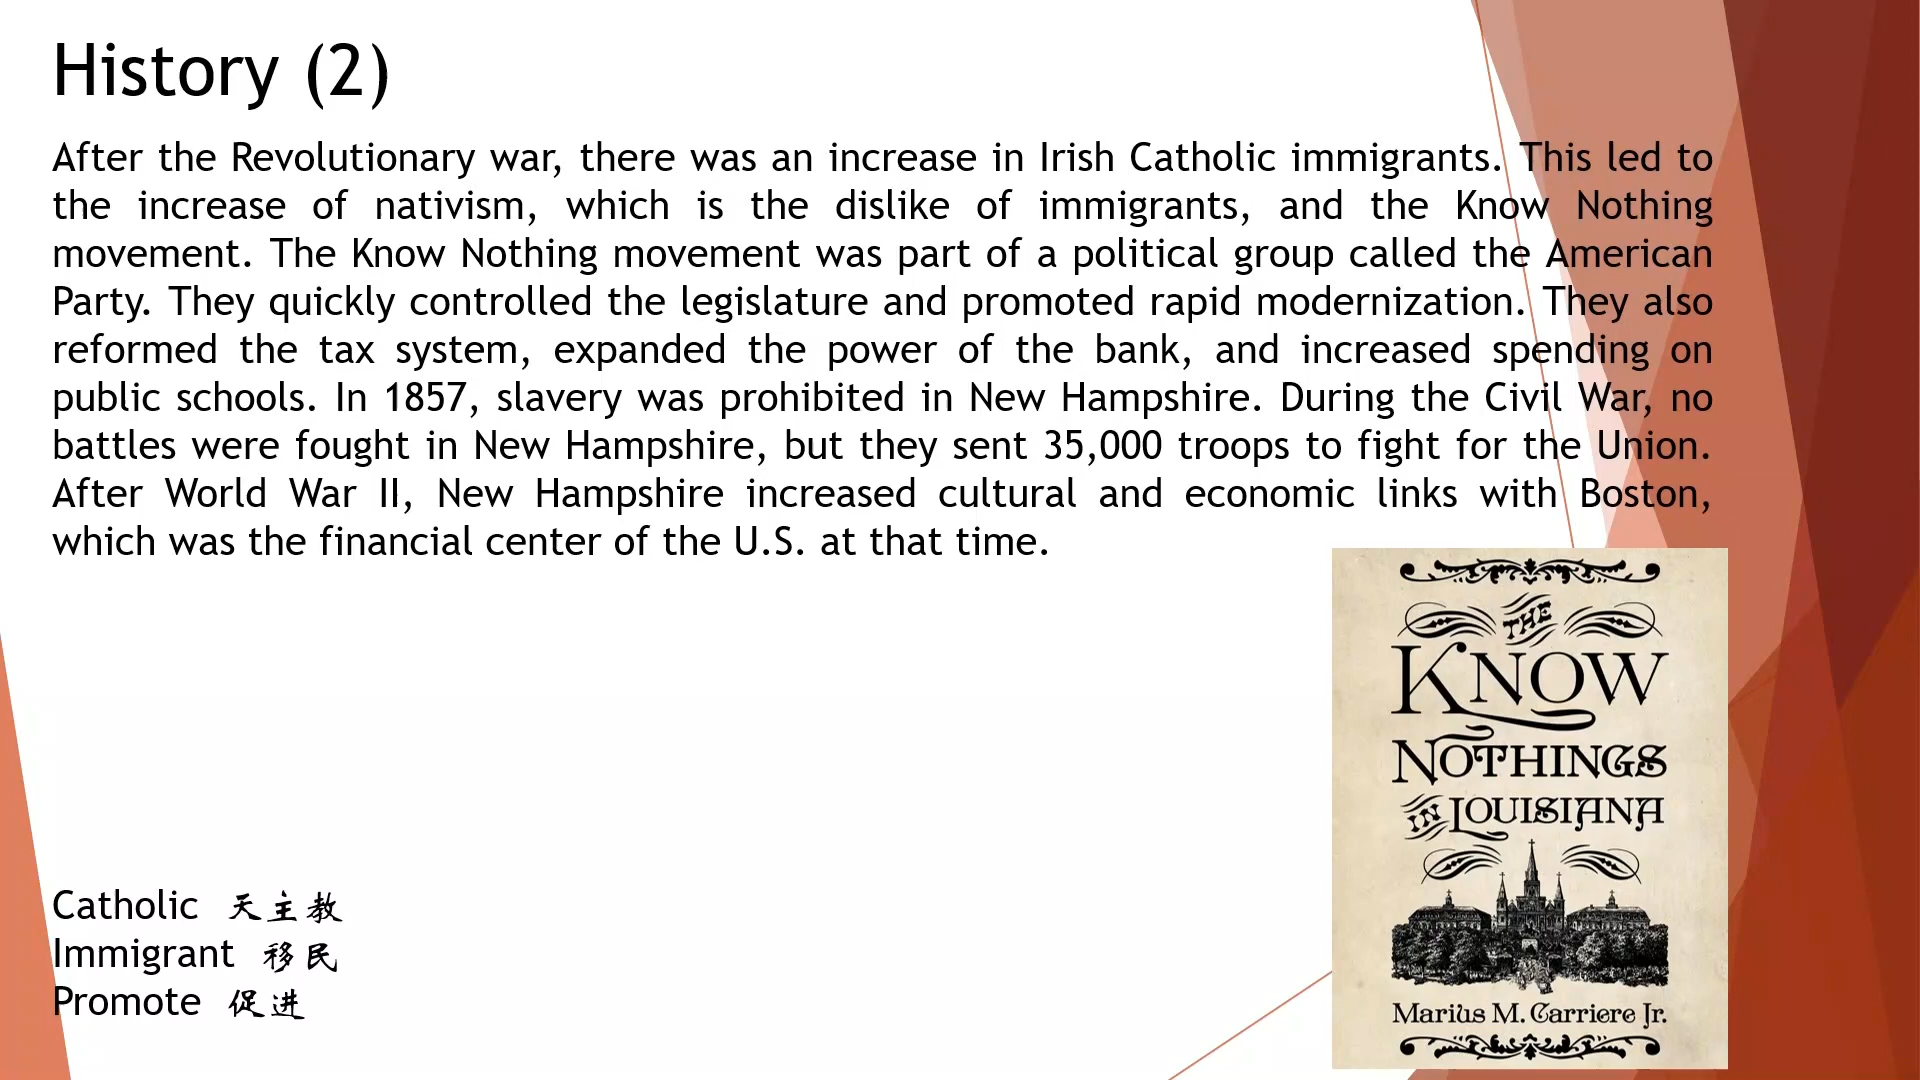 History (2)
After the Revolutionary war, there was an increase in Irish Catholic immigrants. This led to
the increase of nativism, which is the dislike of immigrants, and the Know Nothing
movement. The Know Nothing movement was part of a political group called the American
Party. They quickly controlled the legislature and promoted rapid modernization. They also
reformed the tax system, expanded the power of the bank, and increased spending on
public schools. In 1857, slavery was prohibited in New Hampshire. During the Civil War, no
battles were fought in New Hampshire, but they sent 35,000 troops to fight for the Union.
After World War II, New Hampshire increased cultural and economic links with Boston,
which was the financial center of the U.S. at that time.
THE
KNOW
NOTHINGS
IN LOUISIANA
Marius M. Carriere Jr.
Catholic 天主教
Immigrant 移民
Promote 促进